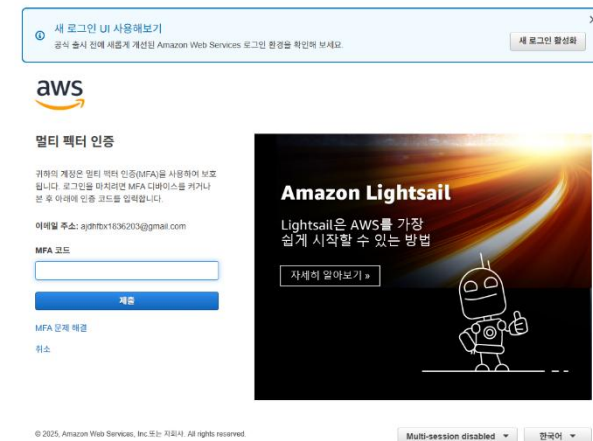 새 로그인 UI 사용해보기
공식 출시 전에 새롭게 개선된 Amazon Web Services 로그인 환경을 확인해 보세요.
새 로그인 활성화
aws
멀티 팩터 인증
귀하의 계정은 멀티 팩터 인증(MFA)을 사용하여 보호
됩니다. 로그인을 마치려면 MFA 디바이스를 켜거나
본 후 아래에 인증 코드를 입력합니다.
이메일 주소: ajdhfbx1836203@gmail.com
MFA 코드
제출
MFA 문제 해결
취소
Amazon Lightsail
Lightsail은 AWS를 가장
쉽게 시작할 수 있는 방법
자세히 알아보기 »
© 2025, Amazon Web Services, Inc.또는 자회사. All rights reserved.
Multi-session disabled
한국어